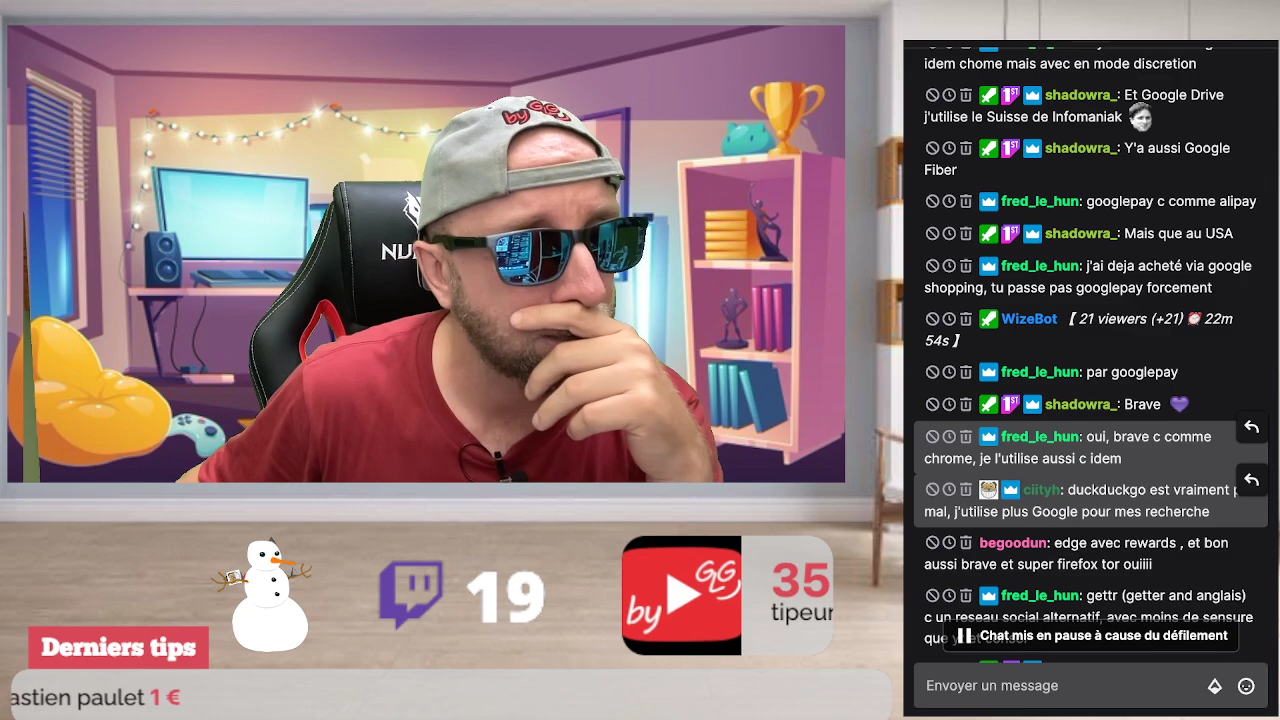 by GG
idem chome mais avec en mode discretion
shadowra_: Et Google Drive
j'utilise le Suisse de Infomaniak
shadowra_: Y'a aussi Google
Fiber
fred_le_hun: googlepay c comme alipay
shadowra_: Mais que au USA
fred_le_hun: j'ai deja acheté via google
shopping, tu passe pas googlepay forcement
WizeBot 【 21 viewers (+21) ⏰ 22m
54s 】
fred_le_hun: par googlepay
shadowra_: Brave 💜
fred_le_hun: oui, brave c comme
chrome, je l'utilise aussi c idem
ciityh: duckduckgo est vraiment
mal, j'utilise plus Google pour mes recherche
begoodun: edge avec rewards , et bon
aussi brave et super firefox tor ouiiii
fred_le_hun: gettr (getter and anglais)
c un reseau social alternatif, avec moins de sensure
que
Chat mis en pause à cause du défilement
Envoyer un message
19
by GG
35
tipeur
Derniers tips
astien paulet 1 €